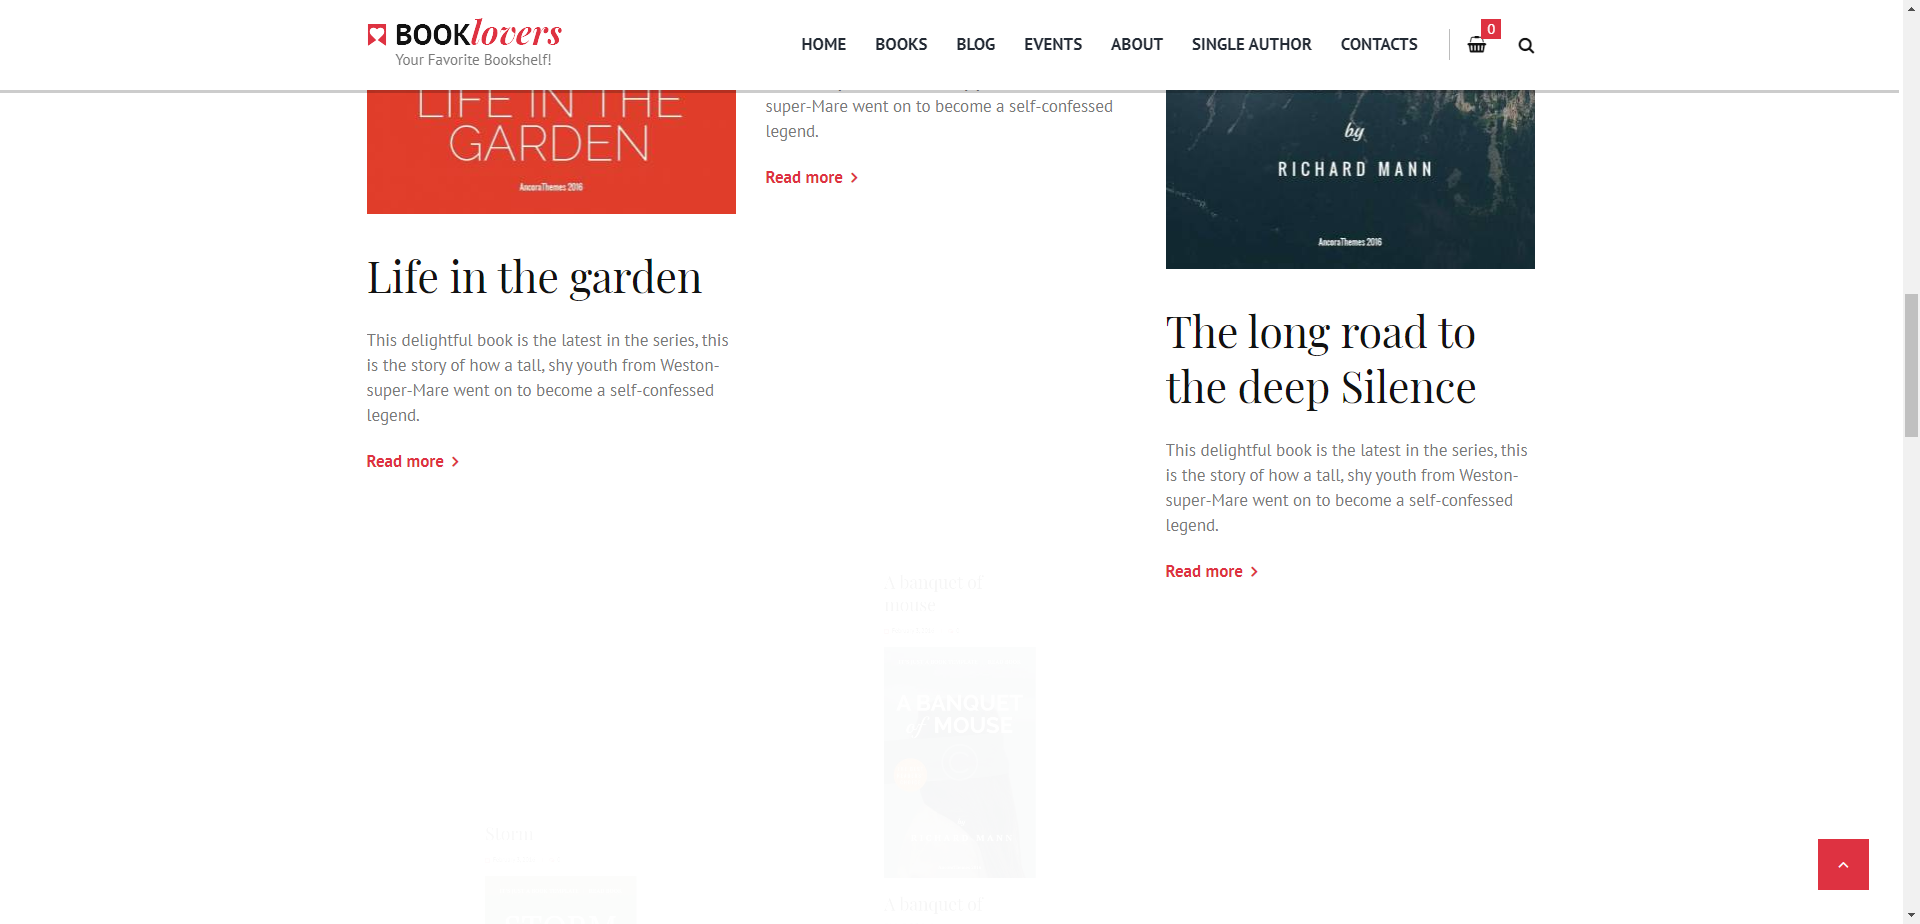 BOOKlovers
Your Favorite Bookshelf!
HOME BOOKS BLOG EVENTS ABOUT SINGLE AUTHOR CONTACTS 0
LIFE IN THE
GARDEN
AncoraThemes 2016
Life in the garden
This delightful book is the latest in the series, this
is the story of how a tall, shy youth from Weston-
super-Mare went on to become a self-confessed
legend.
Read more
super-Mare went on to become a self-confessed
legend.
Read more
by
RICHARD MANN
AncoraThemes 2016
The long road to
the deep Silence
This delightful book is the latest in the series, this
is the story of how a tall, shy youth from Weston-
super-Mare went on to become a self-confessed
legend.
Read more
A banquet of
mouse
A BANQUET
of MOUSE
RICHARD MANN
A banquet of
Storm
STORM